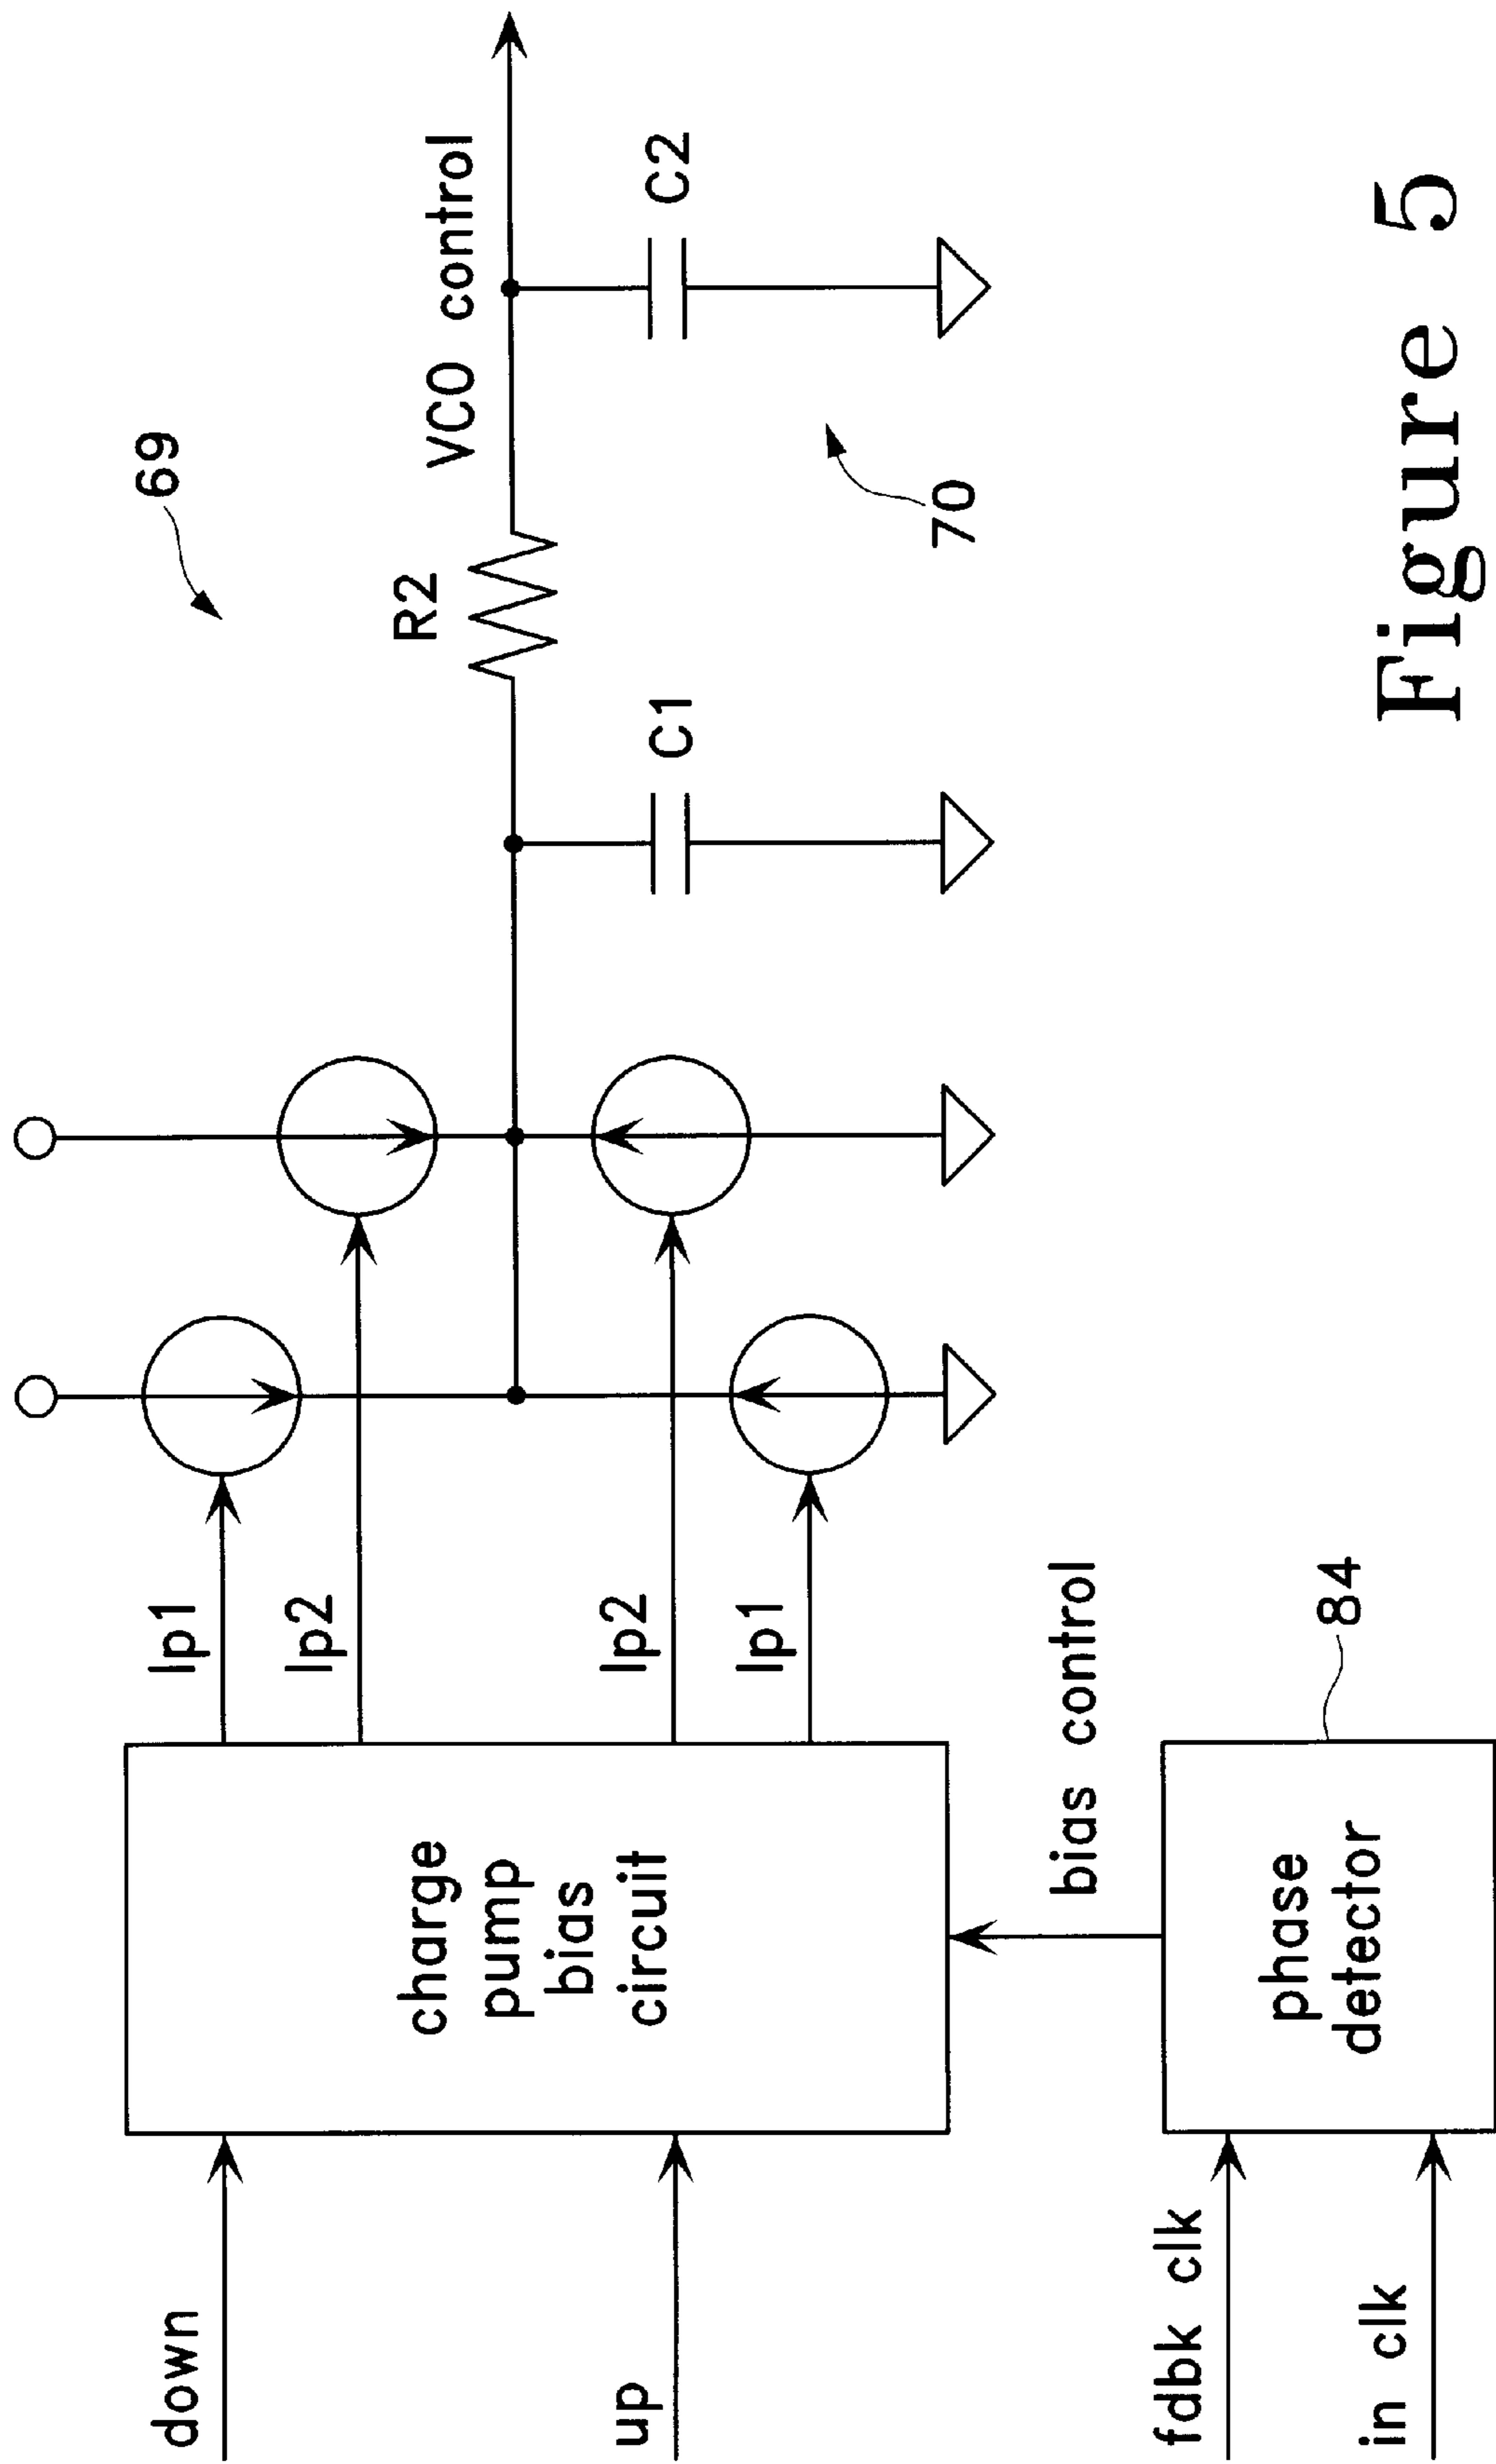 69
down
Ip1
Ip2
charge
pump
bias
circuit
R2
VCO control
up
Ip2
Ip1
C1
C2
bias control
70
fdbk clk
in clk
phase
detector
84
Figure 5